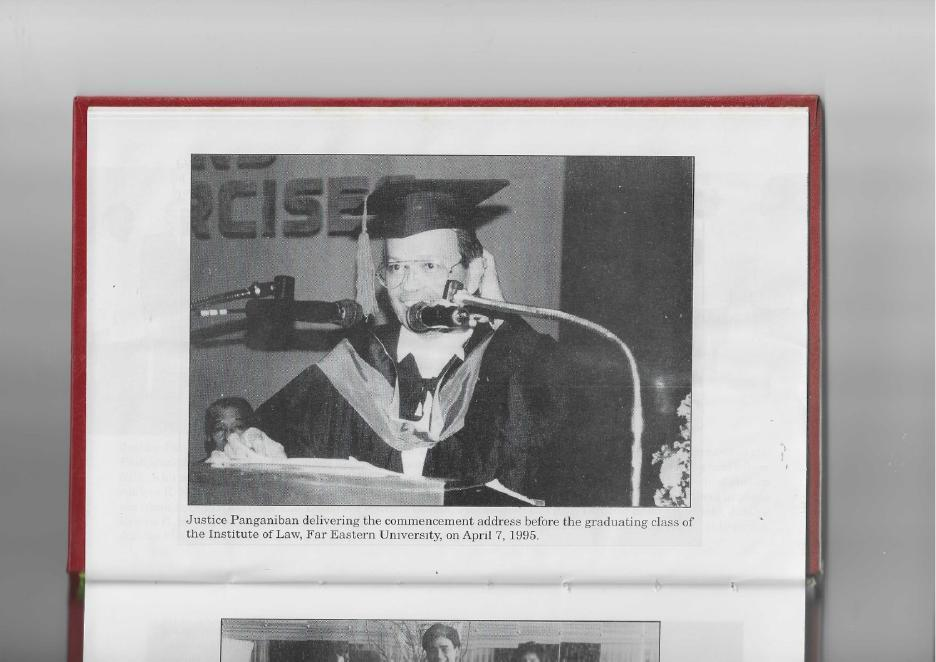 RCISES
Justice Panganiban delivering the commencement address before the graduating class of
the Institute of Law, Far Eastern University, on April 7, 1995.